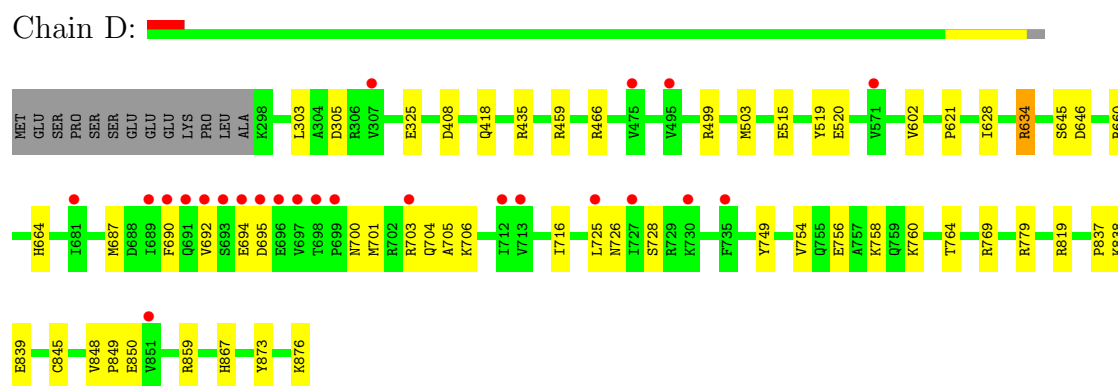 Chain D:
MET GLU SER PRO SER SER GLU GLU GLU LYS PRO LEU ALA K298 L303 A304 D305 R306 V307 E325 D408 Q418 R435 R459 R466 V475 V495 R499 M503 E515 Y519 E520 V571 V602 P621 I628 R634 S645 D646
H664 I681 M687 D688 I689 F690 Q691 V692 S693 E694 D695 E696 V697 T698 P699 N700 M701 R702 R703 Q704 A705 K706 I712 V713 I716 L725 N726 I727 S728 R729 K730 F735 Y749 V754 Q755 E756 A757 K758 Q759 K760 T764 R769 R779 R819 P837 K838
E839 C845 V848 P849 E850 V851 R859 H867 Y873 K876